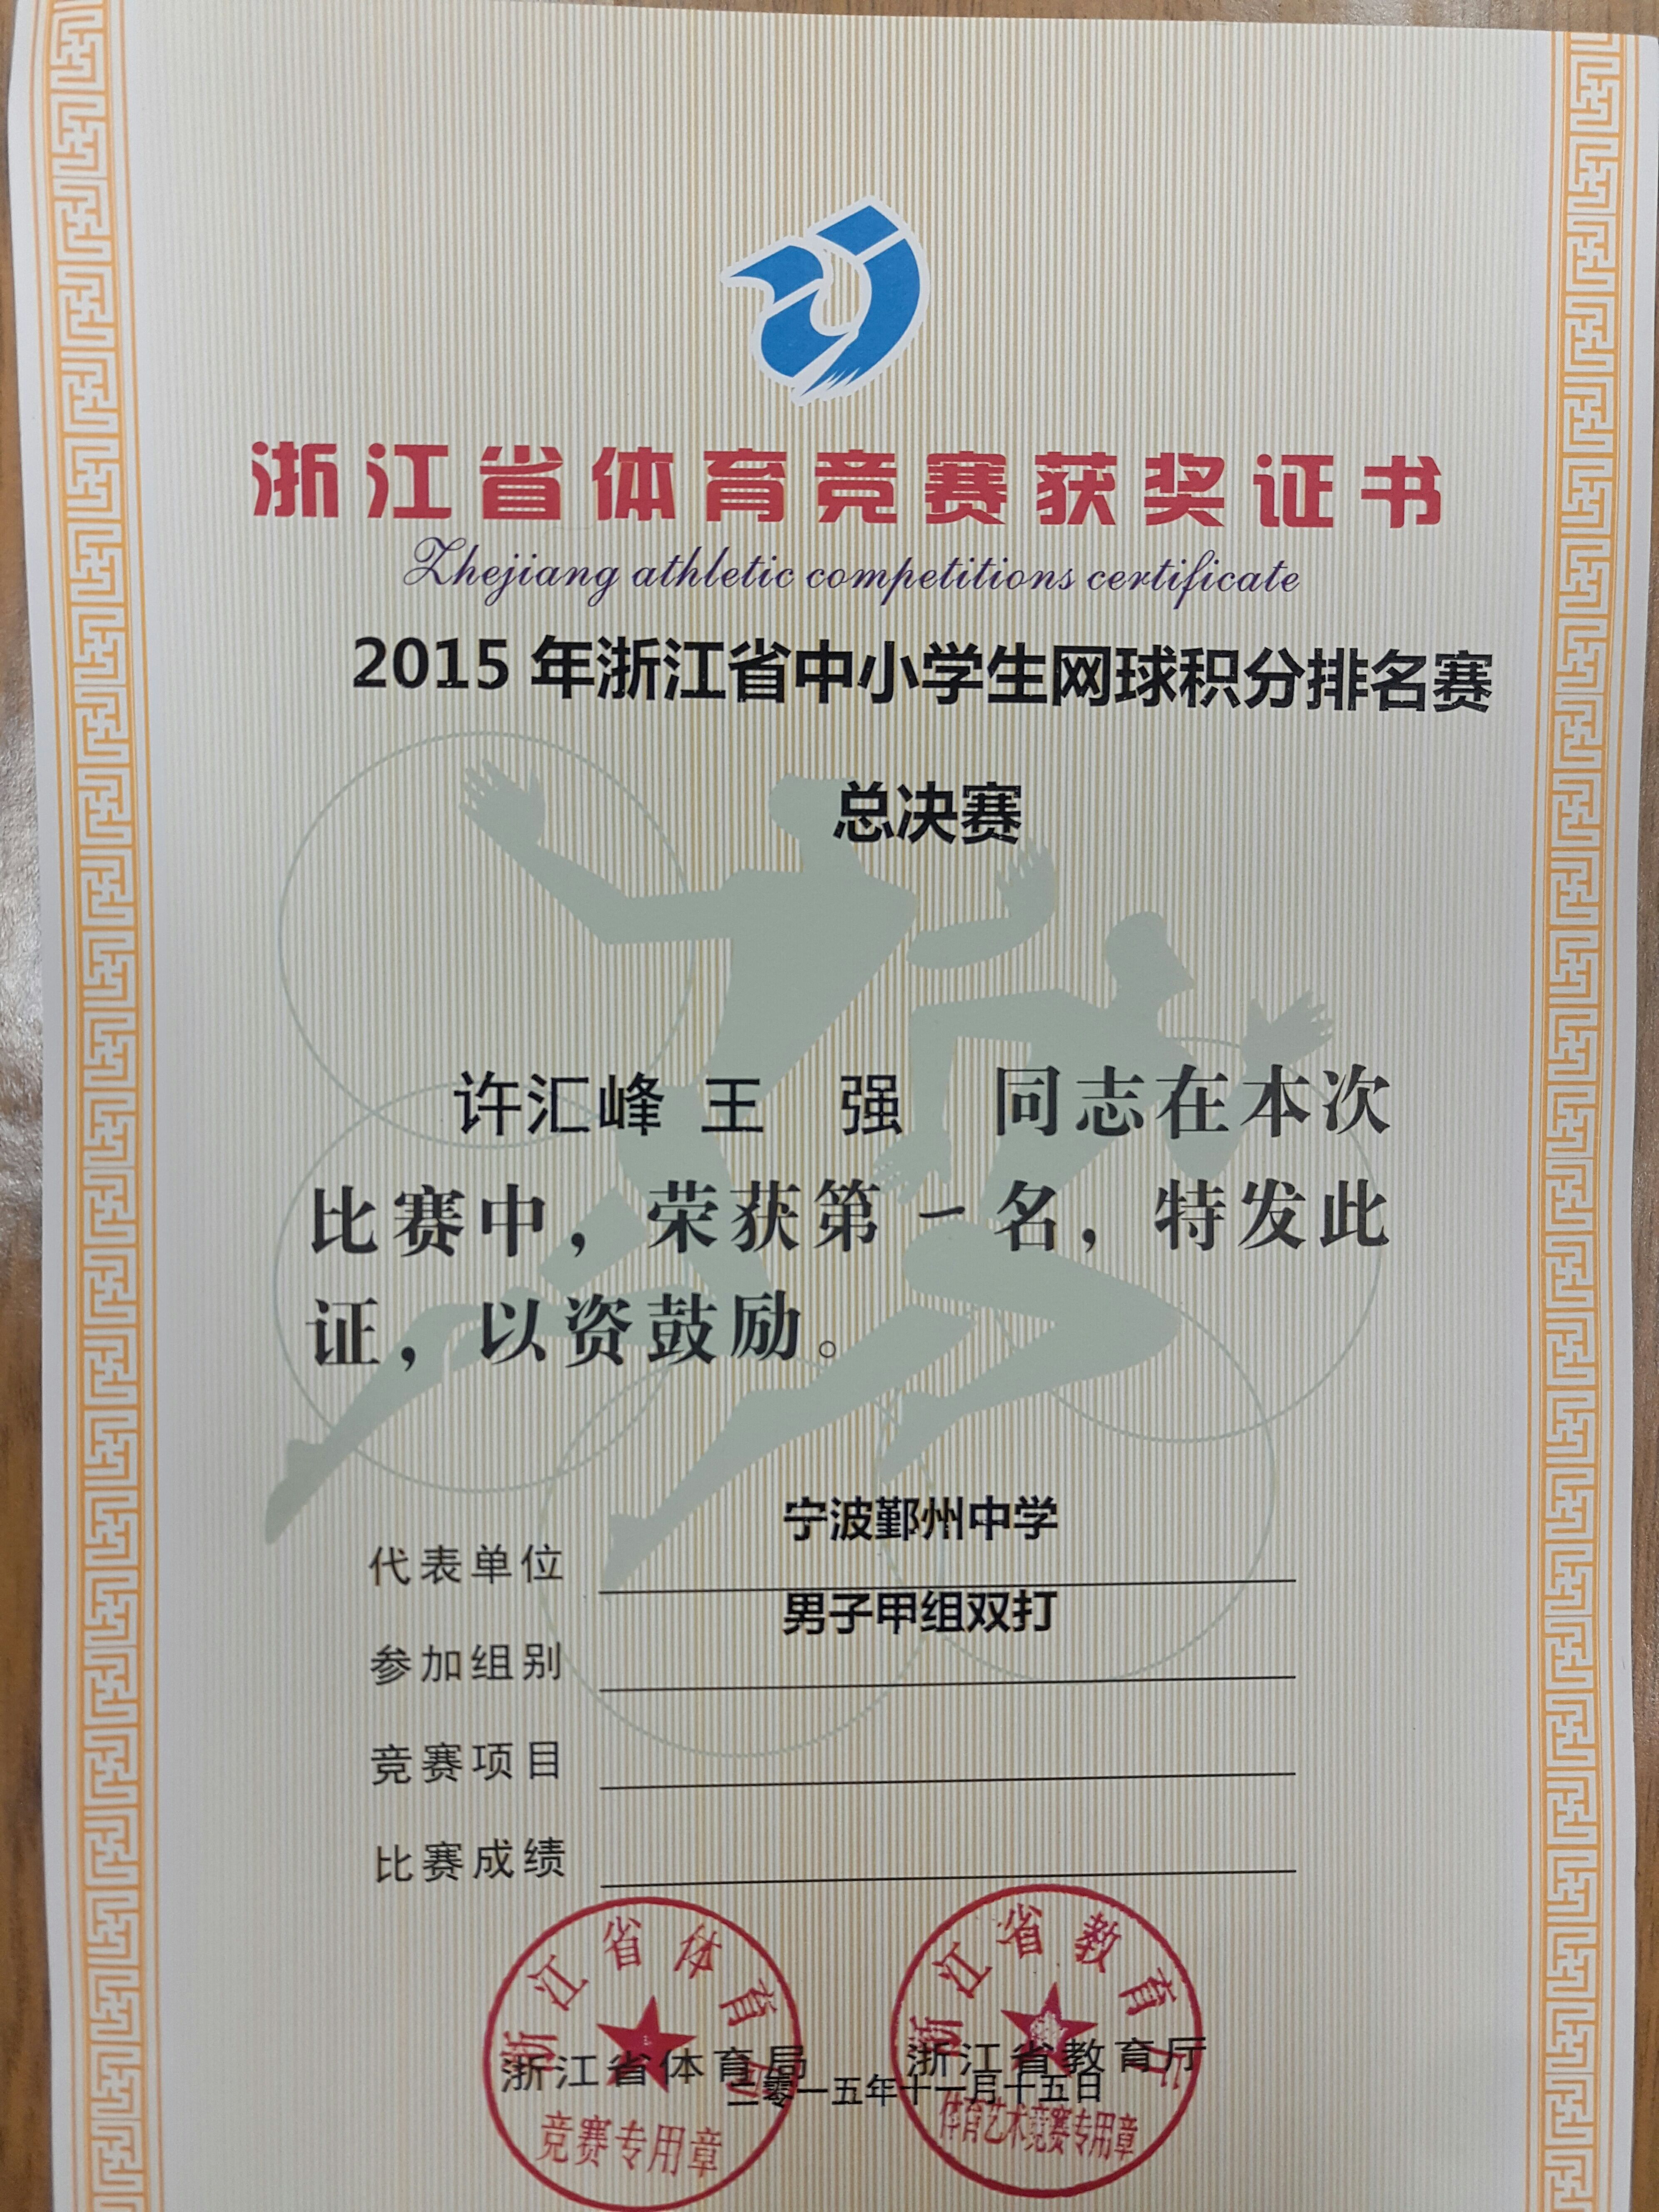 浙江省体育竞赛获奖证书
Zhejiang athletic competitions certificate
2015年浙江省中小学生网球积分排名赛
总决赛
许汇峰 王 强 同志在本次
比赛中，荣获第一名，特发此
证，以资鼓励。
代表单位 宁波鄞州中学
参加组别 男子甲组双打
竞赛项目
比赛成绩
浙江省体育局
竞赛专用章
浙江省教育厅
体育艺术竞赛专用章
浙江省体育局 浙江省教育厅
二零一五年十一月十五日